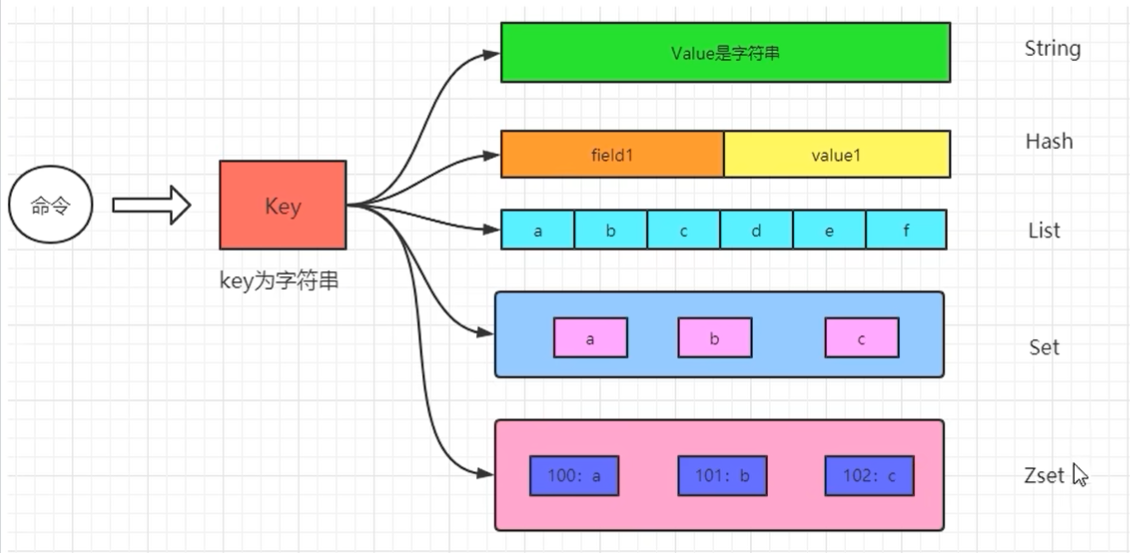 Value是字符串
String
field1
value1
Hash
命令
Key
key为字符串
a
b
c
d
e
f
List
a
b
c
Set
100: a
101: b
102: c
Zset